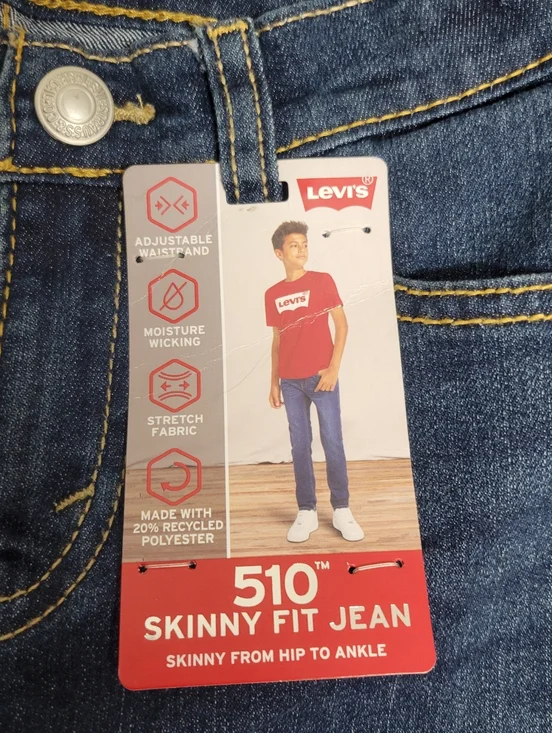 LEVI'S
ADJUSTABLE
WAISTBAND
LEVI'S
MOISTURE
WICKING
STRETCH
FABRIC
MADE WITH
20% RECYCLED
POLYESTER
510™
SKINNY FIT JEAN
SKINNY FROM HIP TO ANKLE